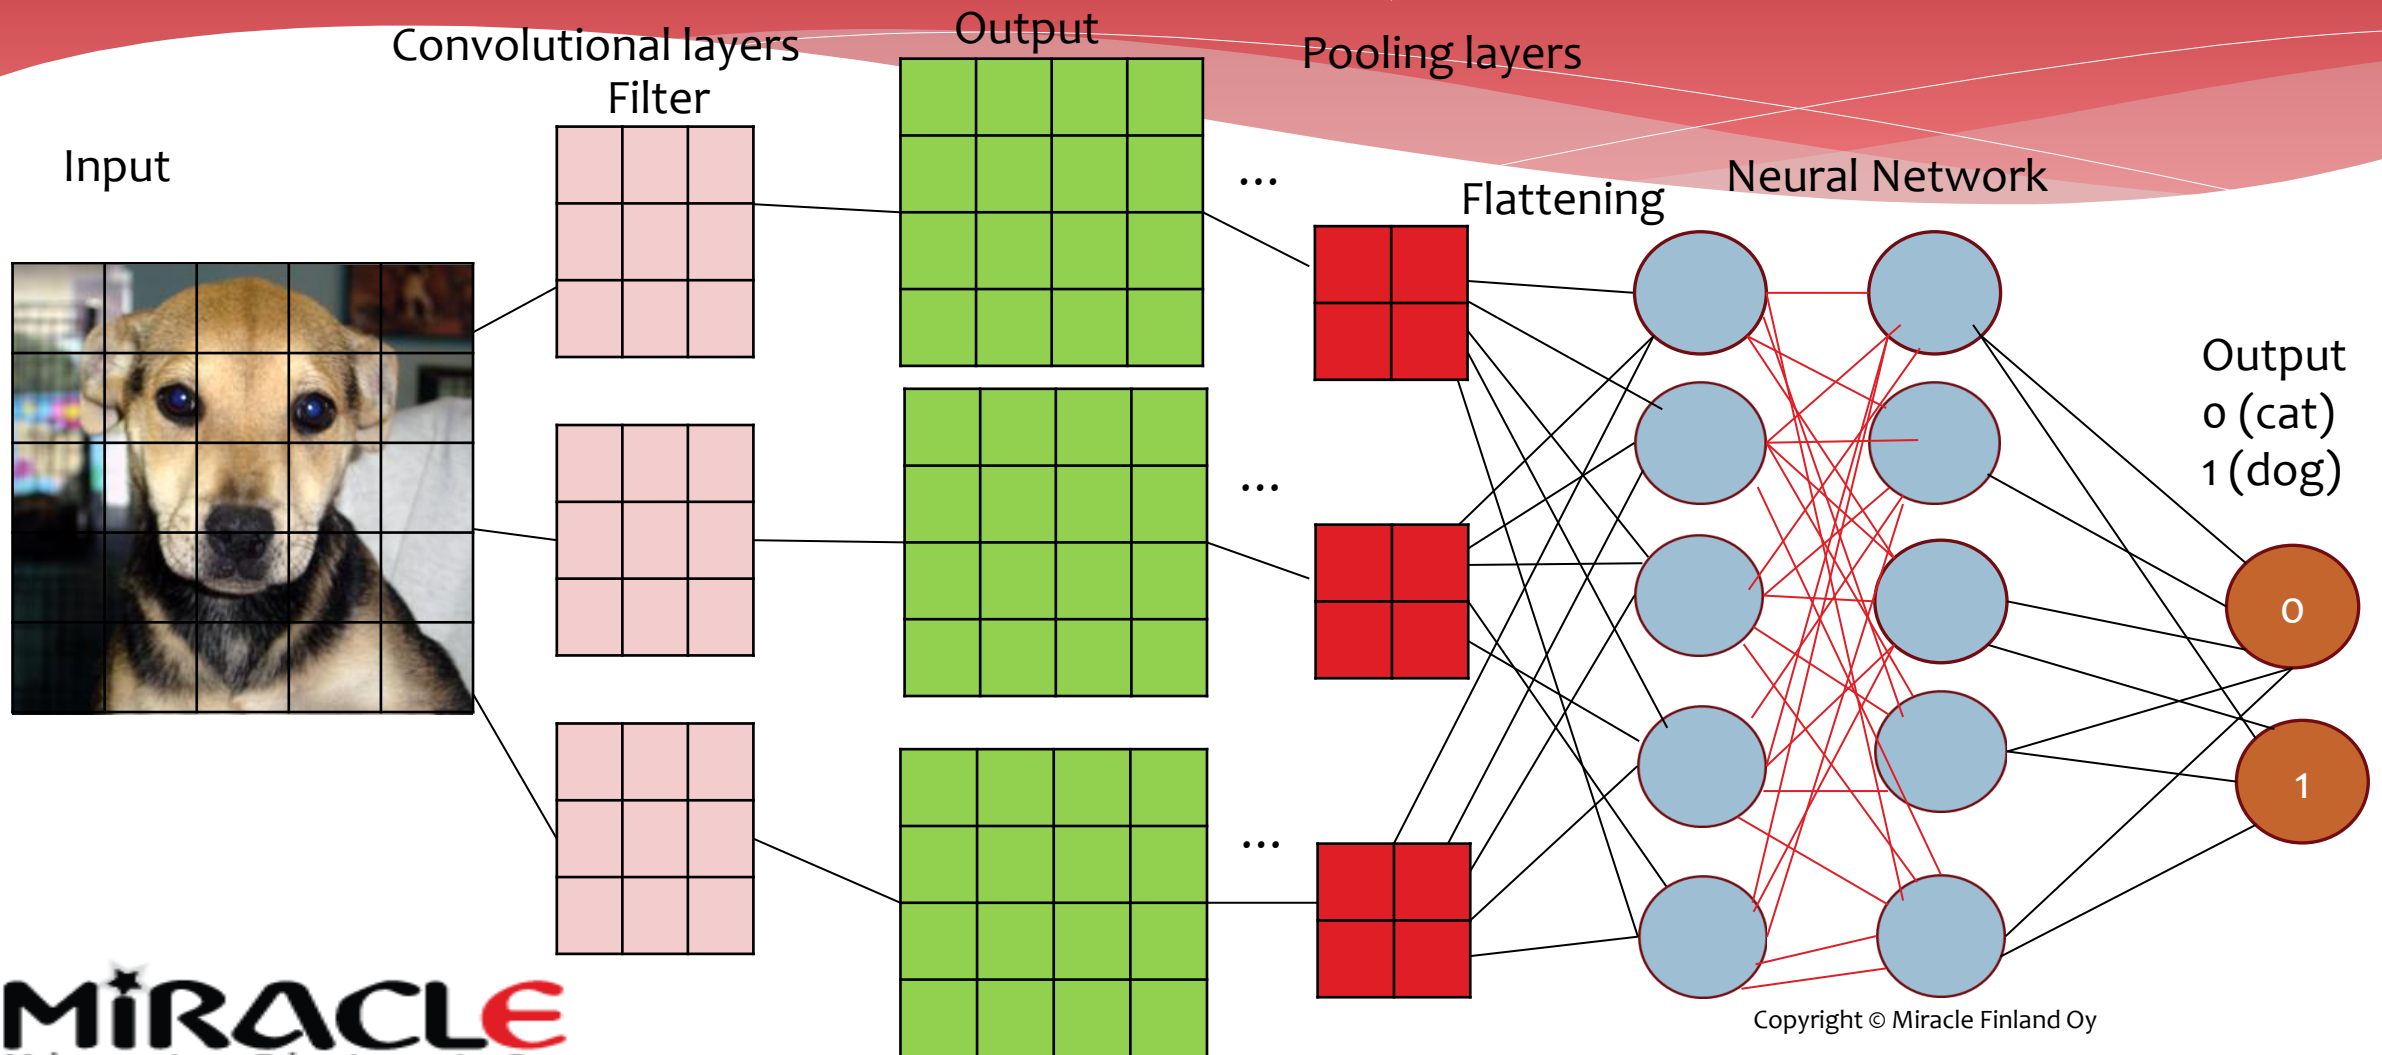 Convolutional layers
Filter
Output
Pooling layers
Input
...
Flattening
Neural Network
Output
0 (cat)
1 (dog)
...
0
1
...
MiRACLE
Copyright © Miracle Finland Oy